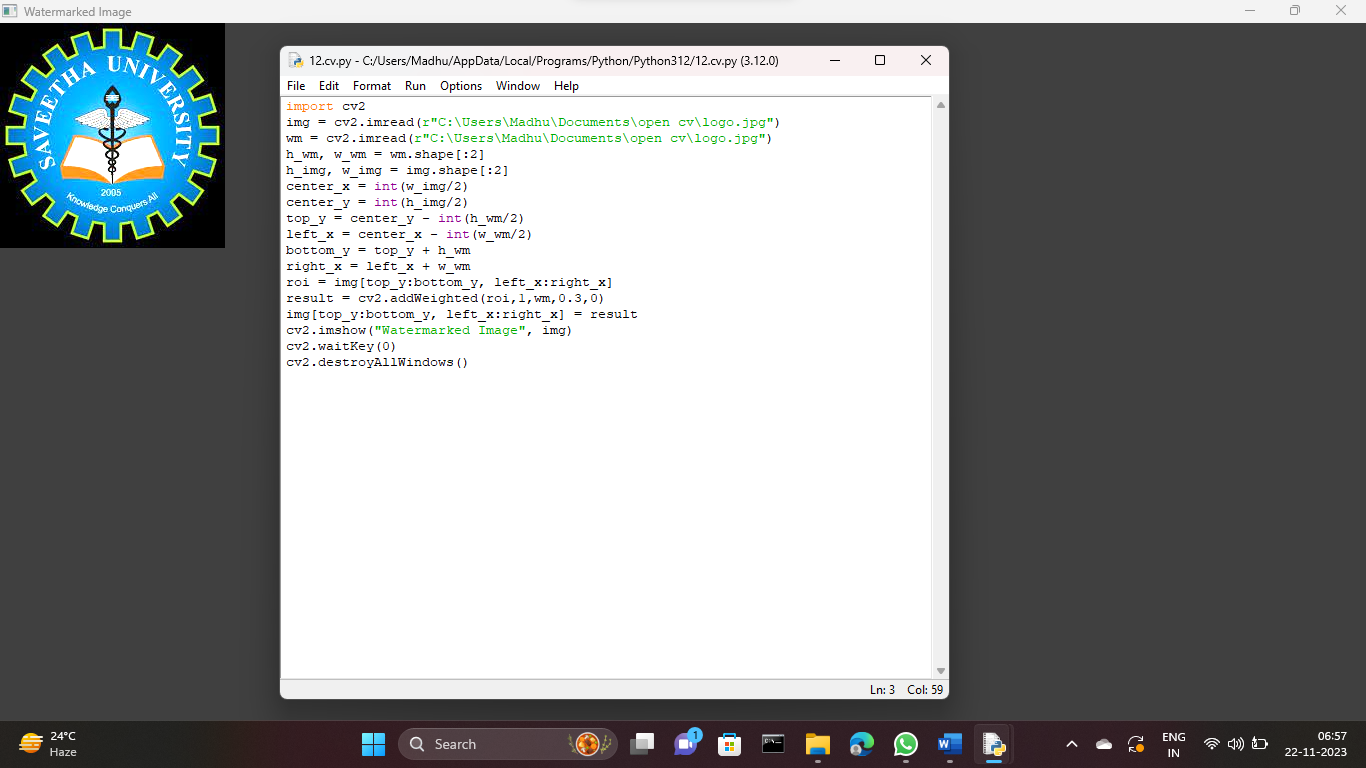 Watermarked Image
SAVEETHA UNIVERSITY
2005
Knowledge Conquers All
12.cv.py - C:/Users/Madhu/AppData/Local/Programs/Python/Python312/12.cv.py (3.12.0)
File Edit Format Run Options Window Help
import cv2
img = cv2.imread(r"C:\Users\Madhu\Documents\open cv\logo.jpg")
wm = cv2.imread(r"C:\Users\Madhu\Documents\open cv\logo.jpg")
h_wm, w_wm = wm.shape[:2]
h_img, w_img = img.shape[:2]
center_x = int(w_img/2)
center_y = int(h_img/2)
top_y = center_y - int(h_wm/2)
left_x = center_x - int(w_wm/2)
bottom_y = top_y + h_wm
right_x = left_x + w_wm
roi = img[top_y:bottom_y, left_x:right_x]
result = cv2.addWeighted(roi,1,wm,0.3,0)
img[top_y:bottom_y, left_x:right_x] = result
cv2.imshow("Watermarked Image", img)
cv2.waitKey(0)
cv2.destroyAllWindows()
Ln: 3 Col: 59
24°C
Haze
Search
1
ENG
IN
06:57
22-11-2023